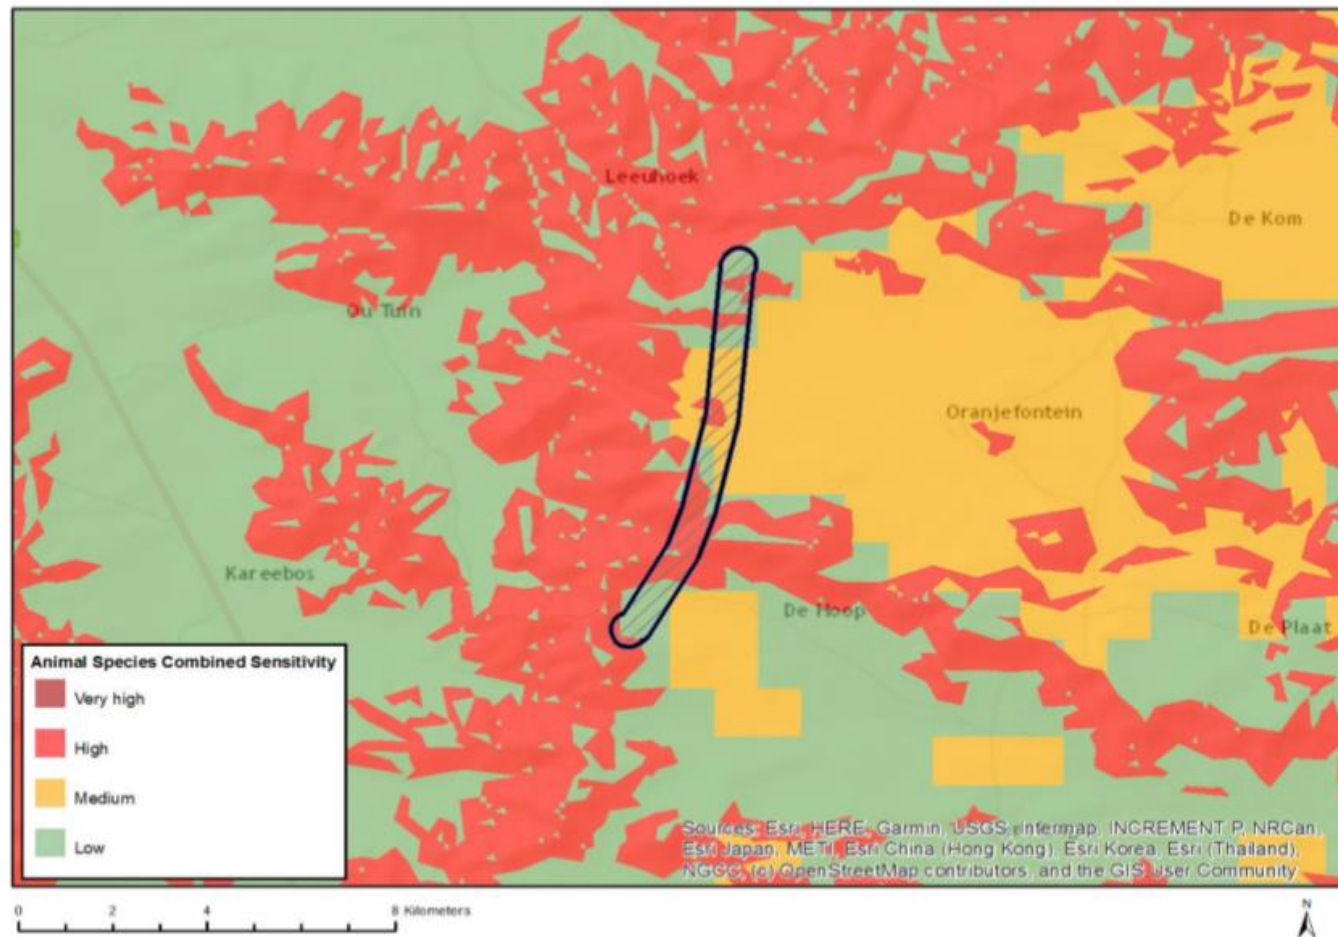 Leeuhoek
De Kom
Ou Tuin
Oranjefontein
Kareebos
De Hoop
De Plaat
Animal Species Combined Sensitivity
Very high
High
Medium
Low
Sources: Esri, HERE, Garmin, USGS, Intermap, INCREMENT P, NRCan,
Esri Japan, METI, Esri China (Hong Kong), Esri Korea, Esri (Thailand),
NGCC, (c) OpenStreetMap contributors, and the GIS User Community
0 2 4 8 Kilometers
N